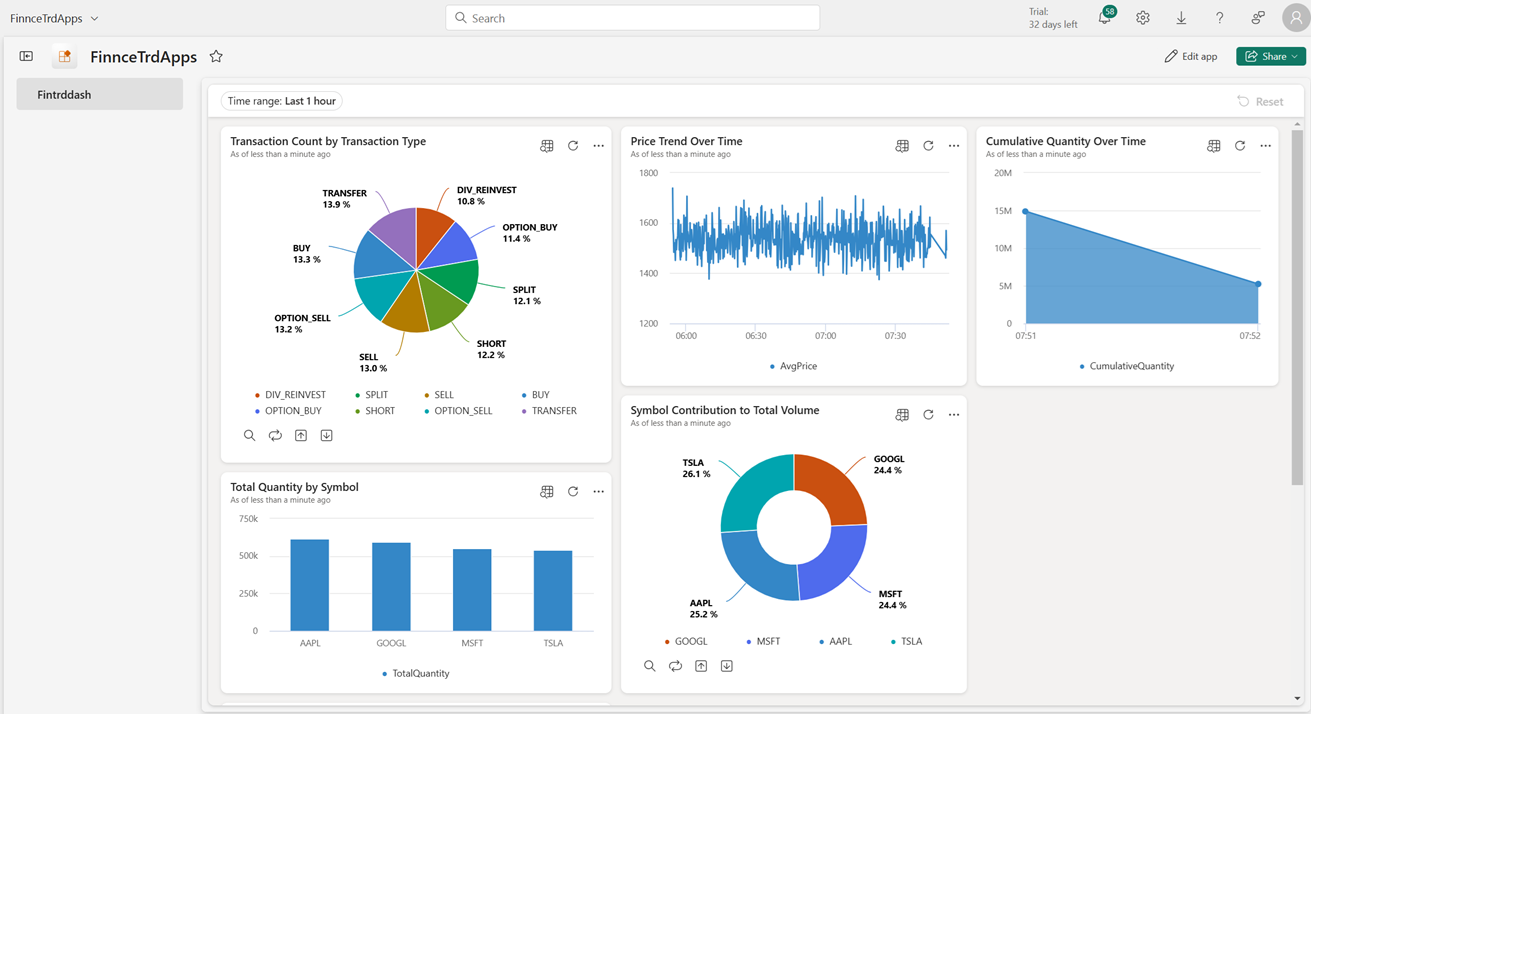 FinnceTrdApps
Search
Trial:
32 days left
58
FinnceTrdApps
Edit app
Share
Fintrddash
Time range: Last 1 hour
Reset
Transaction Count by Transaction Type
As of less than a minute ago
TRANSFER
13.9 %
DIV_REINVEST
10.8 %
OPTION_BUY
11.4 %
BUY
13.3 %
SPLIT
12.1 %
OPTION_SELL
13.2 %
SHORT
12.2 %
SELL
13.0 %
DIV_REINVEST
SPLIT
SELL
BUY
OPTION_BUY
SHORT
OPTION_SELL
TRANSFER
Price Trend Over Time
As of less than a minute ago
1800
1600
1400
1200
06:00
06:30
07:00
07:30
AvgPrice
Cumulative Quantity Over Time
As of less than a minute ago
20M
15M
10M
5M
0
07:51
07:52
CumulativeQuantity
Total Quantity by Symbol
As of less than a minute ago
750k
500k
250k
0
AAPL
GOOGL
MSFT
TSLA
TotalQuantity
Symbol Contribution to Total Volume
As of less than a minute ago
TSLA
26.1 %
GOOGL
24.4 %
AAPL
25.2 %
MSFT
24.4 %
GOOGL
MSFT
AAPL
TSLA